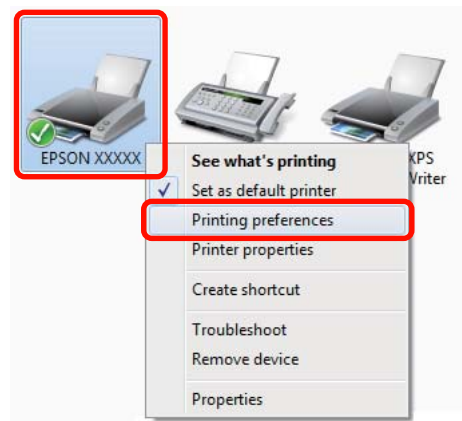 EPSON XXXXX
XPS
Writer
See what's printing
Set as default printer
Printing preferences
Printer properties
Create shortcut
Troubleshoot
Remove device
Properties